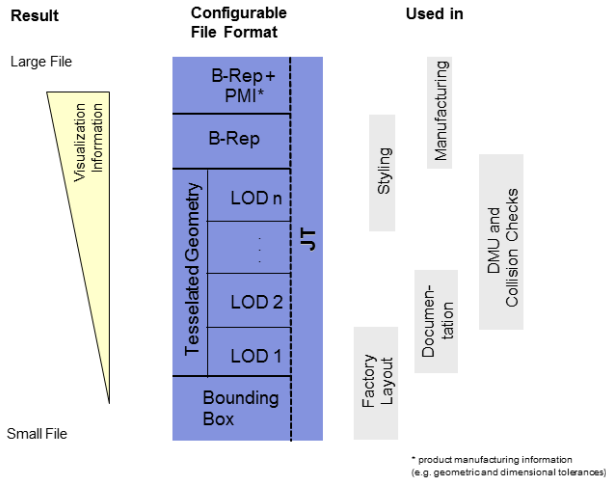 Result
Configurable
File Format
Used in
Large File
Visualization
Information
B-Rep +
PMI*
B-Rep
Tesselated Geometry
LOD n
. . .
LOD 2
LOD 1
Bounding
Box
JT
Manufacturing
Styling
DMU and
Collision Checks
Documen-
tation
Factory
Layout
Small File
* product manufacturing information
(e.g. geometric and dimensional tolerances)